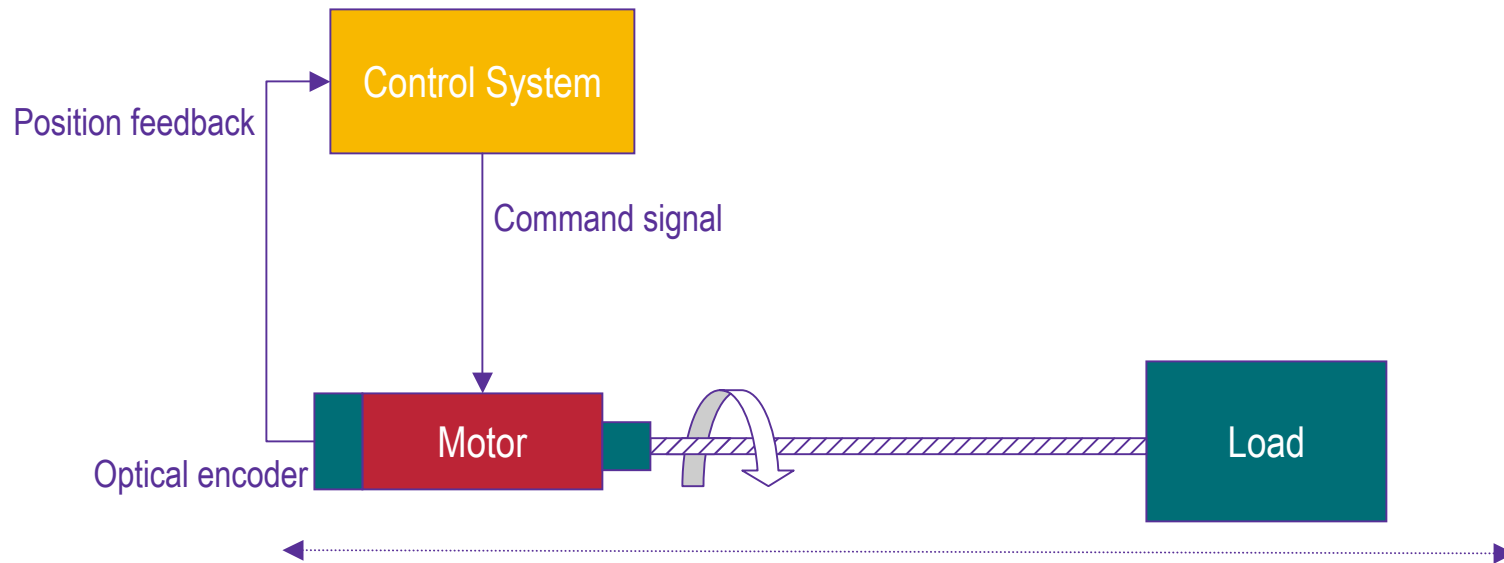 Control System
Position feedback
Command signal
Motor
Load
Optical encoder